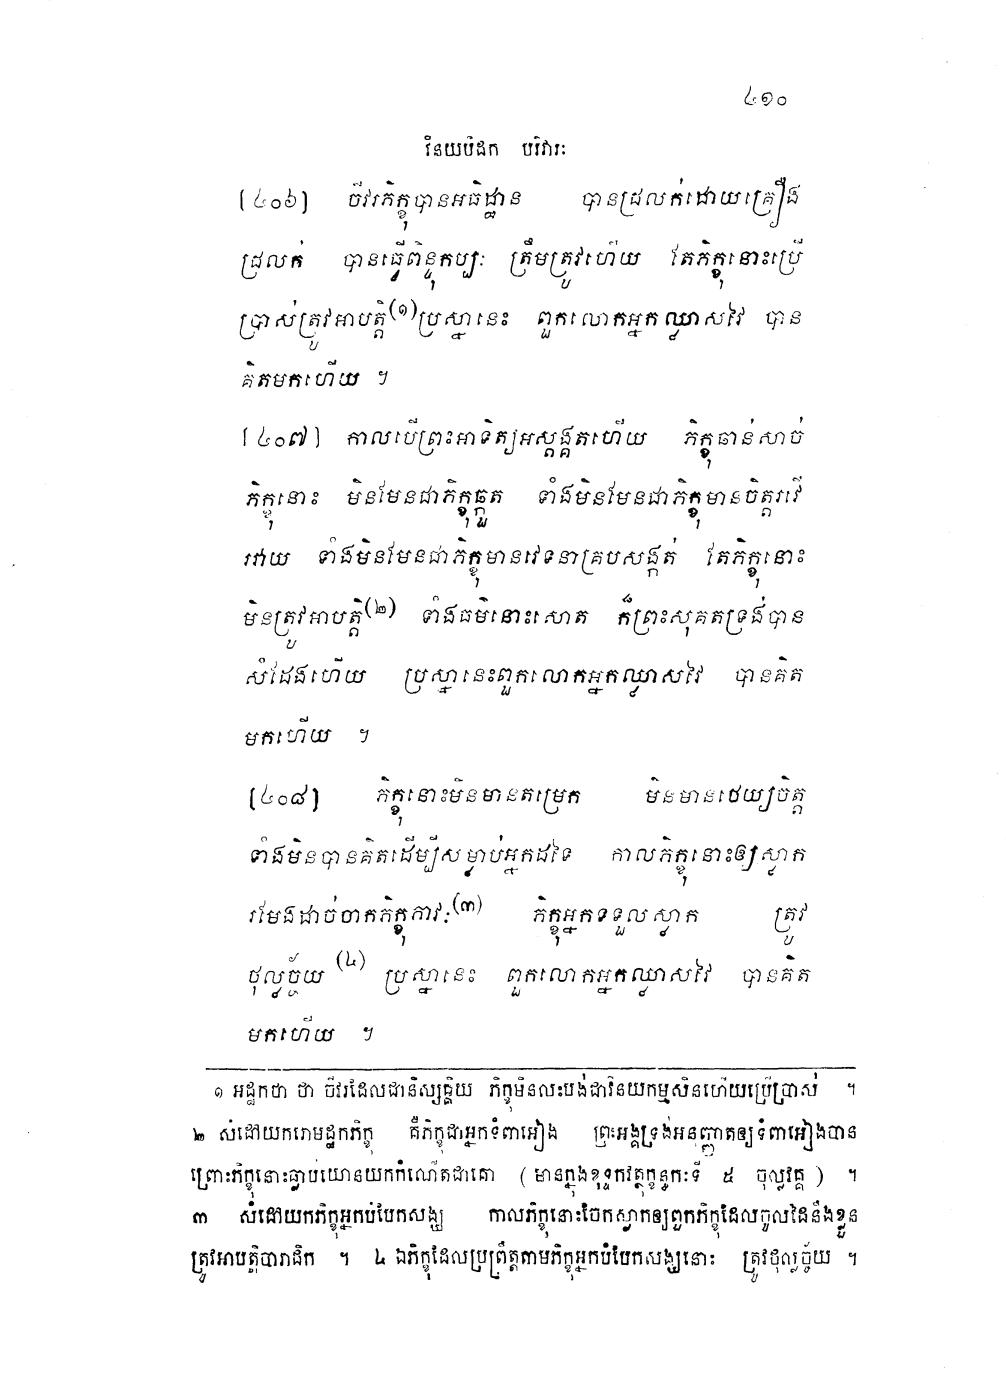 ៤១០
វិនយបិដក បរិវារៈ
[៤០៦] ចីវរភិក្ខុបានអធិដ្ឋាន បានជ្រលក់ដោយគ្រឿង
ជ្រលក់ បានធ្វើពិន្ទុកប្បៈ ត្រឹមត្រូវហើយ តែភិក្ខុនោះប្រើ
ប្រាស់ត្រូវអាបត្តិ(១)ប្រស្នានេះ ពួកលោកអ្នកឈ្លាសវៃ បាន
គិតមកហើយ ។
[៤០៧] កាលបើព្រះអាទិត្យអស្តង្គតហើយ ភិក្ខុឆាន់សាច់
ភិក្ខុនោះ មិនមែនជាភិក្ខុឆ្កួត ទាំងមិនមែនជាភិក្ខុមានចិត្តរវើ
រវាយ ទាំងមិនមែនជាភិក្ខុមានវេទនាគ្របសង្កត់ តែភិក្ខុនោះ
មិនត្រូវអាបត្តិ(២) ទាំងធម៌នោះសោត ក៏ព្រះសុគតទ្រង់បាន
សំដែងហើយ ប្រស្នានេះពួកលោកអ្នកឈ្លាសវៃ បានគិត
មកហើយ ។
[៤០៨] ភិក្ខុនោះមិនមានតម្រេក មិនមានថេយ្យចិត្ត
ទាំងមិនបានគិតដើម្បីសម្លាប់អ្នកដទៃ កាលភិក្ខុនោះឲ្យស្លាក
រមែងដាច់ចាកភិក្ខុភាវៈ(៣) ភិក្ខុអ្នកទទួលស្លាក ត្រូវ
ថុល្លច្ច័យ (៤) ប្រស្នានេះ ពួកលោកអ្នកឈ្លាសវៃ បានគិត
មកហើយ ។
១ អដ្ឋកថា ថា ចីវរដែលជានិស្សគ្គិយ ភិក្ខុមិនលះបង់ជាវិនយកម្មសិនហើយប្រើប្រាស់ ។
២ សំដៅយករោមដ្ឋកភិក្ខុ គឺភិក្ខុជាអ្នកទំពាអៀង ព្រះអង្គទ្រង់អនុញ្ញាតឲ្យទំពាអៀងបាន
ព្រោះភិក្ខុនោះធ្លាប់យោនយកកំណើតជាគោ ( មានក្នុងខុទ្ទកវត្ថុក្ខន្ធកៈទី ៥ ចុល្លវគ្គ ) ។
៣ សំដៅយកភិក្ខុអ្នកបំបែកសង្ឃ កាលភិក្ខុនោះចែកស្លាកឲ្យពួកភិក្ខុដែលចូលដៃនឹងខ្លួន
ត្រូវអាបត្តិបារាជិក ។ ៤ ឯភិក្ខុដែលប្រព្រឹត្តតាមភិក្ខុអ្នកបំបែកសង្ឃនោះ ត្រូវថុល្លច្ច័យ ។